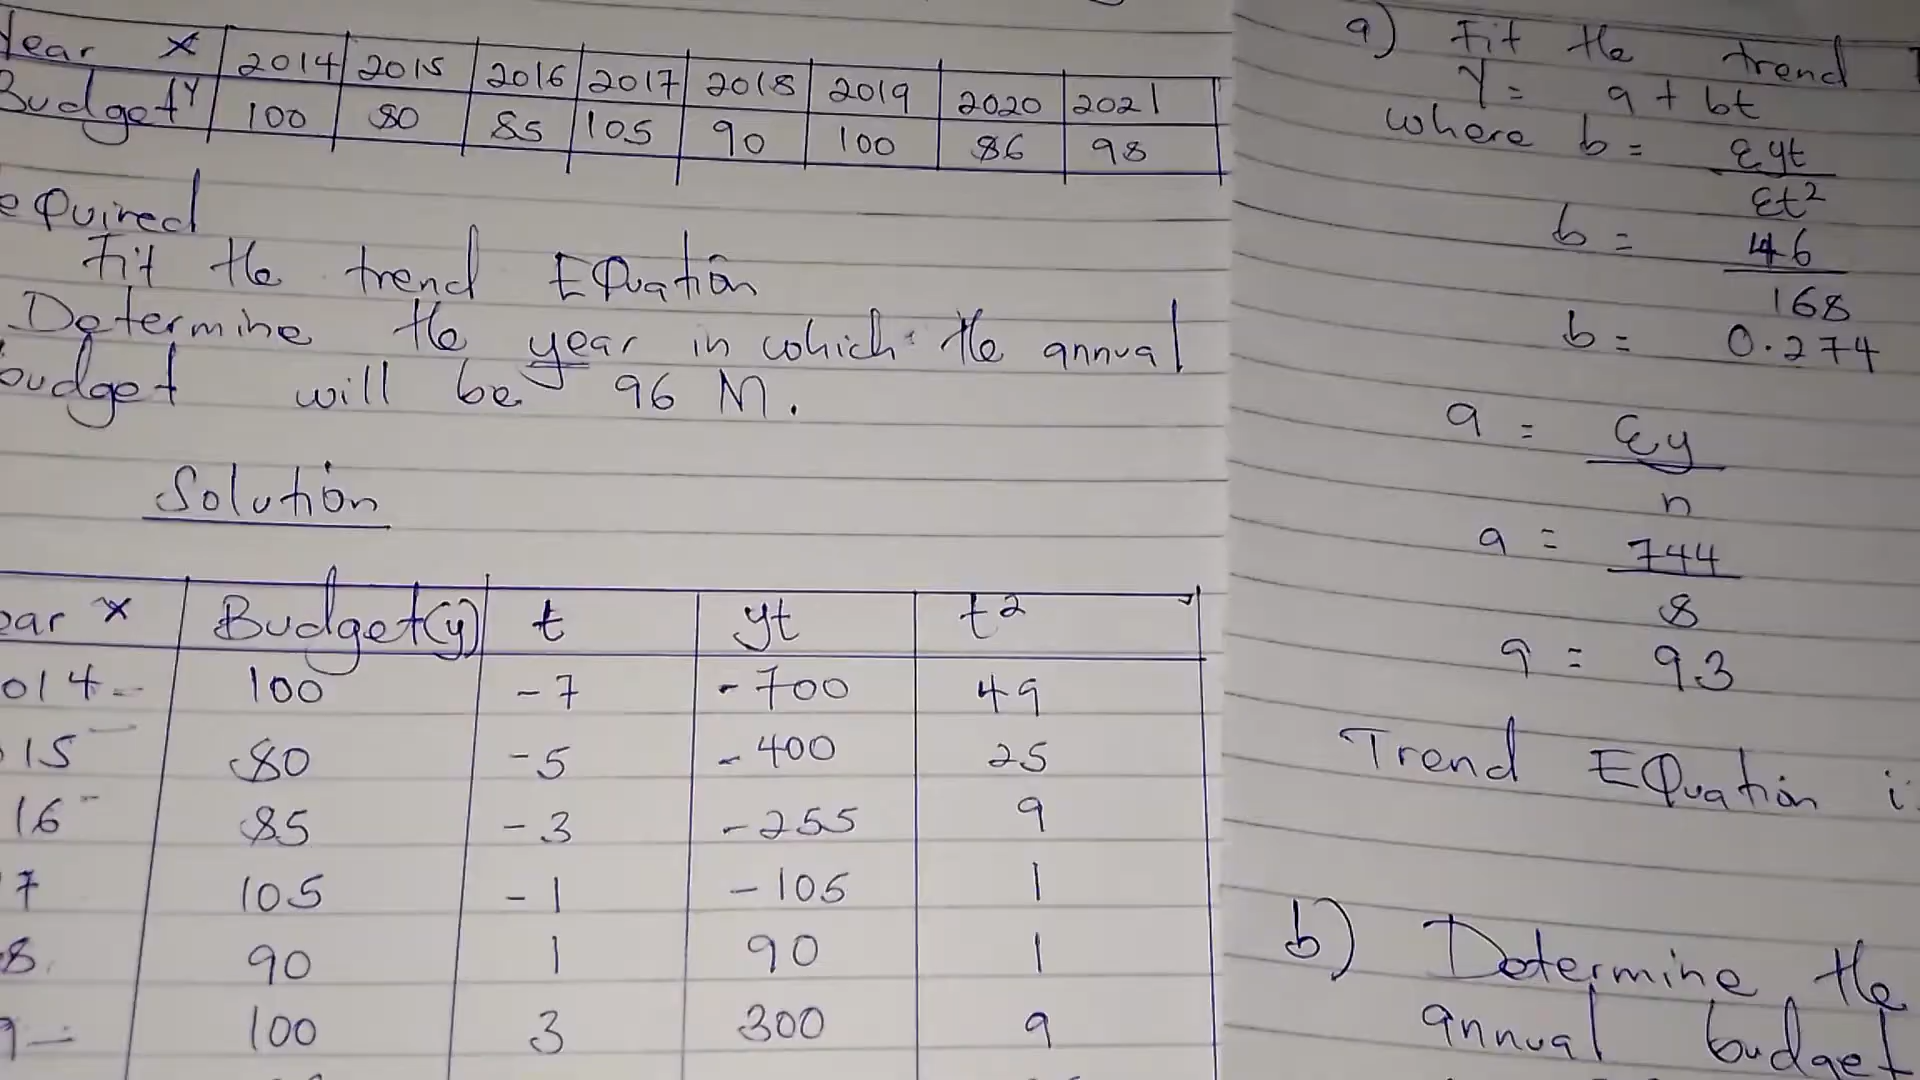 Year x 2014 2015 2016 2017 2018 2019 2020 2021
Budget Y 100 80 85 105 90 100 86 98
equired
Fit the trend EQuation
Determine the year in which the annual
budget will be 96 M.
Solution
ear x Budget(y) t yt t2
014 100 -7 -700 49
15 80 -5 -400 25
16 85 -3 -255 9
7 105 -1 -105 1
8 90 1 90 1
9 100 3 300 9
a) Fit the trend
Y= a + bt
where b = Σyt
Σt2
b = 46
168
b = 0.274
a = Σy
n
a = 744
8
a = 93
Trend EQuation i
b) Determine the
annual budget